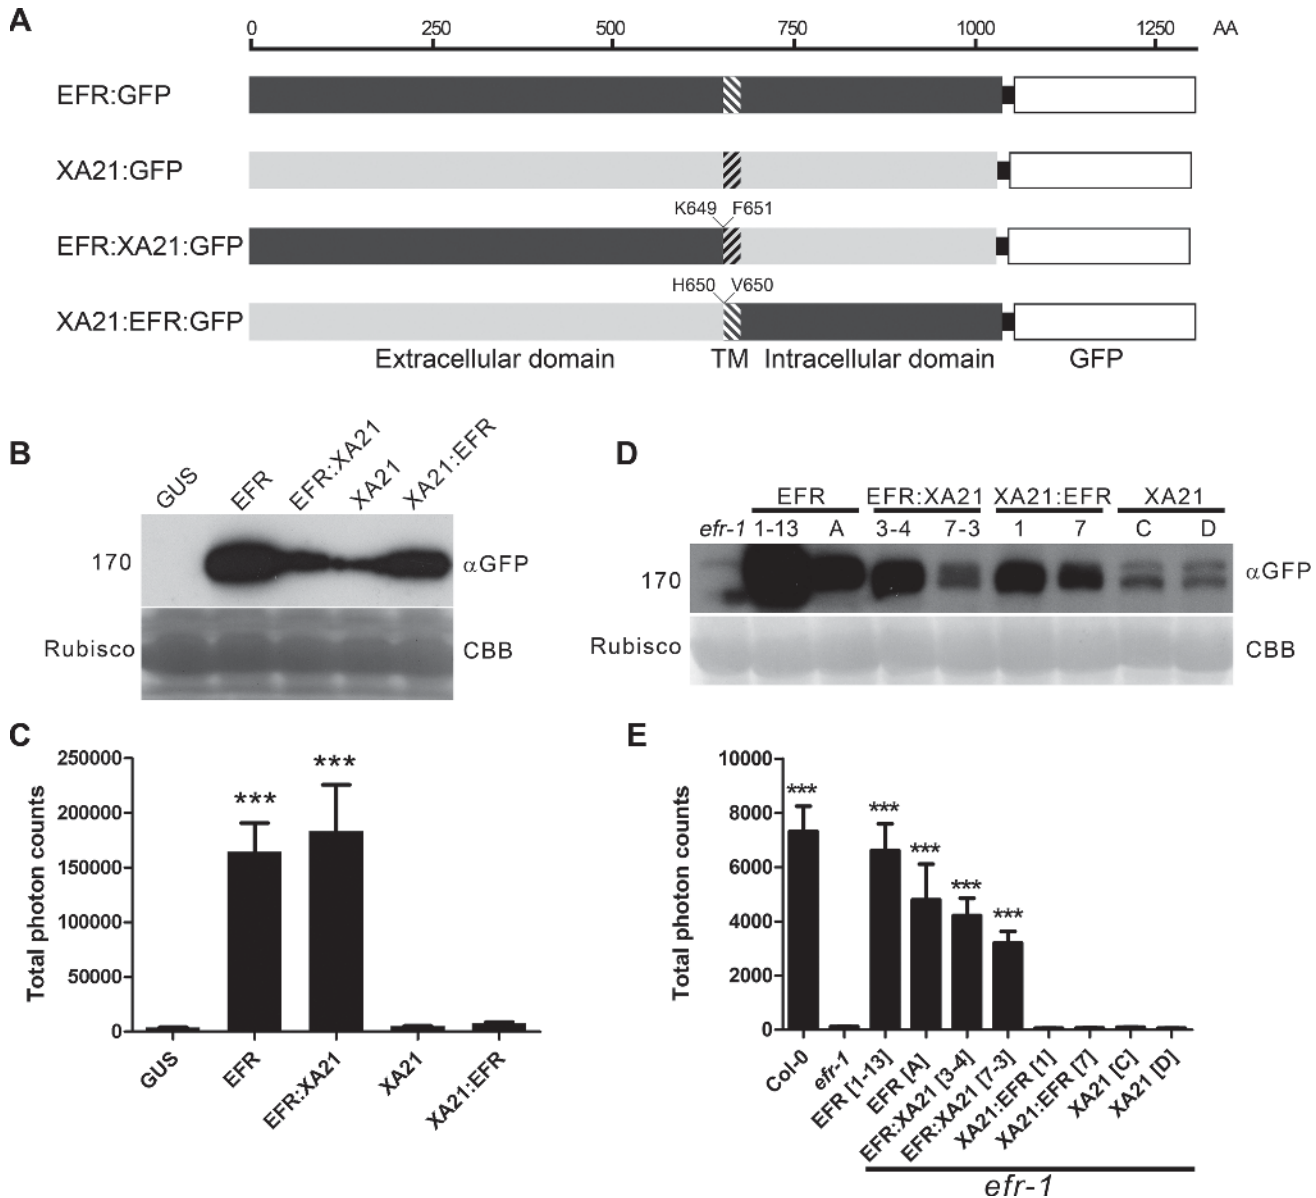 A
0 250 500 750 1000 1250 AA
EFR:GFP
XA21:GFP
K649 F651
EFR:XA21:GFP
H650 V650
XA21:EFR:GFP
Extracellular domain TM Intracellular domain GFP
B
GUS EFR EFR:XA21 XA21 XA21:EFR
170 αGFP
Rubisco CBB
D
EFR EFR:XA21 XA21:EFR XA21
efr-1 1-13 A 3-4 7-3 1 7 C D
170 αGFP
Rubisco CBB
C
Total photon counts
250000
200000
150000
100000
50000
0
*** ***
GUS EFR EFR:XA21 XA21 XA21:EFR
E
Total photon counts
10000
8000
6000
4000
2000
0
*** *** *** *** ***
Col-0 efr-1 EFR [1-13] EFR [A] EFR:XA21 [3-4] EFR:XA21 [7-3] XA21:EFR [1] XA21:EFR [7] XA21 [C] XA21 [D]
efr-1